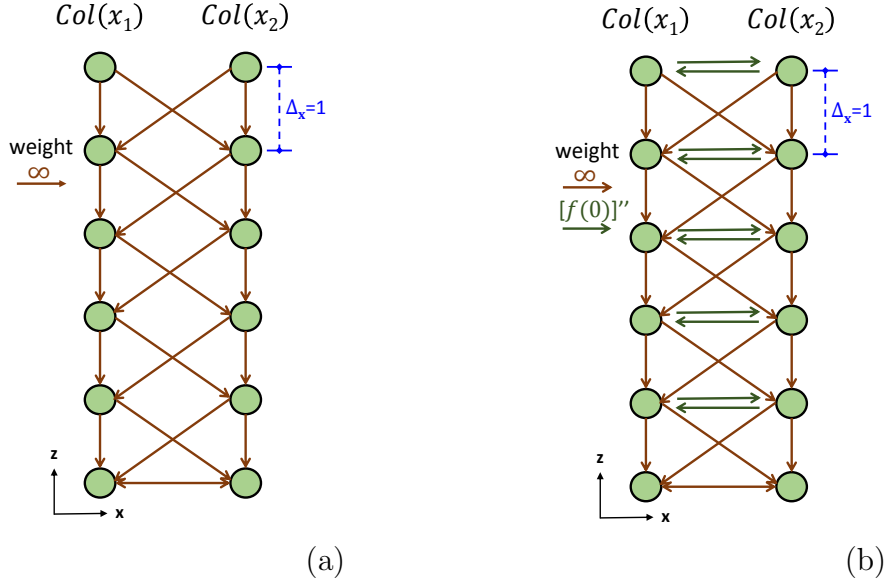 Col(x₁) Col(x₂)
Δₓ=1
weight
∞
z
x
(a)
Col(x₁) Col(x₂)
Δₓ=1
weight
∞
[f(0)]''
z
x
(b)